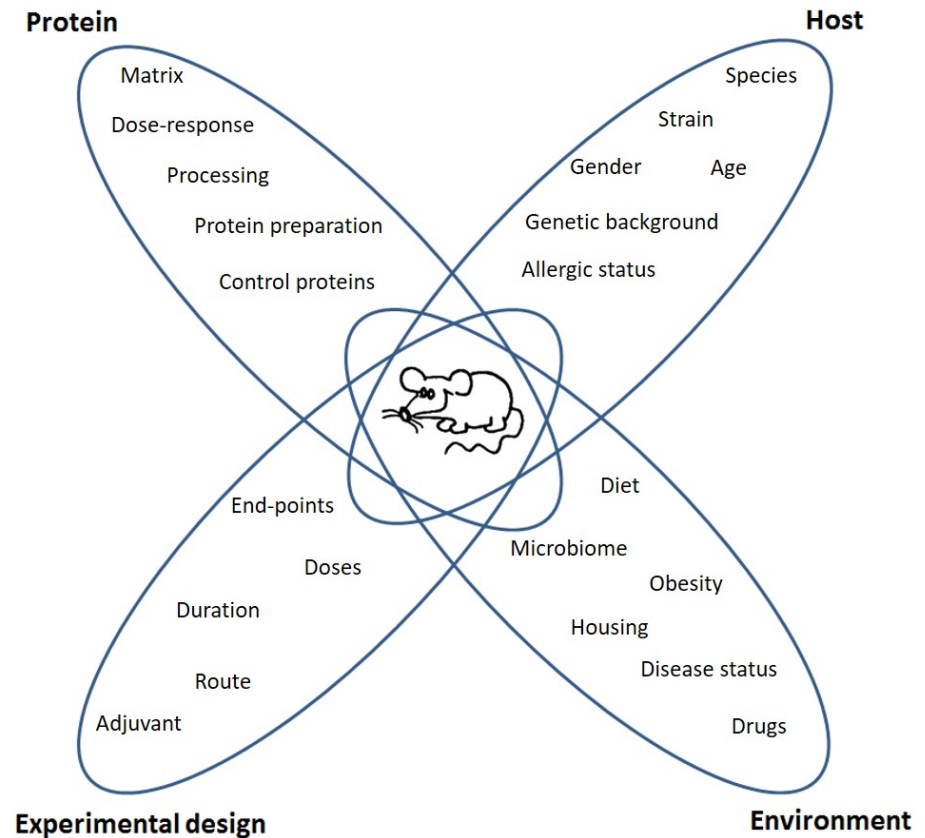 Protein
Matrix
Dose-response
Processing
Protein preparation
Control proteins
Host
Species
Strain
Gender
Age
Genetic background
Allergic status
End-points
Doses
Duration
Route
Adjuvant
Experimental design
Diet
Microbiome
Obesity
Housing
Disease status
Drugs
Environment